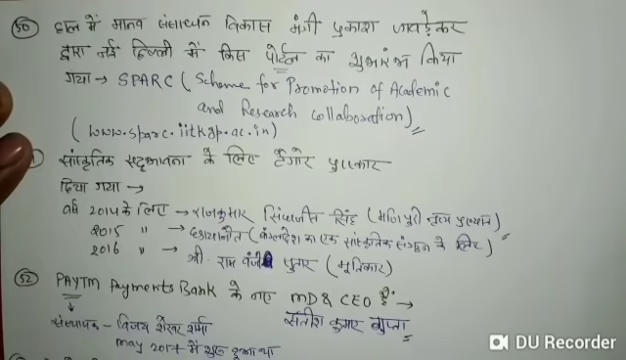 (50) हाल में मानव संसाधन विकास मंत्री प्रकाश जावड़ेकर
द्वारा नई दिल्ली में किस पोर्टल का शुभारंभ किया
गया → SPARC (Scheme for Promotion of Academic
and Research Collaboration)
(www.sparc.iitkgp.ac.in)
सांस्कृतिक सद्भावना के लिए टैगोर पुरस्कार
दिया गया →
वर्ष 2014 के लिए → राजकुमार सिंघाजीत सिंह (मणिपुरी नृत्य
2015 " → छायानौत (बांग्लादेश का एक सांस्कृतिक संगठन
2016 " → श्री राम वंजी सुतार (मूर्तिकार)
(52) PAYTM Payments Bank के नए MD & CEO हैं →
संस्थापक - विजय शेखर शर्मा सतीश कुमार गुप्ता
May 2017 में शुरू हुआ था
DU Recorder